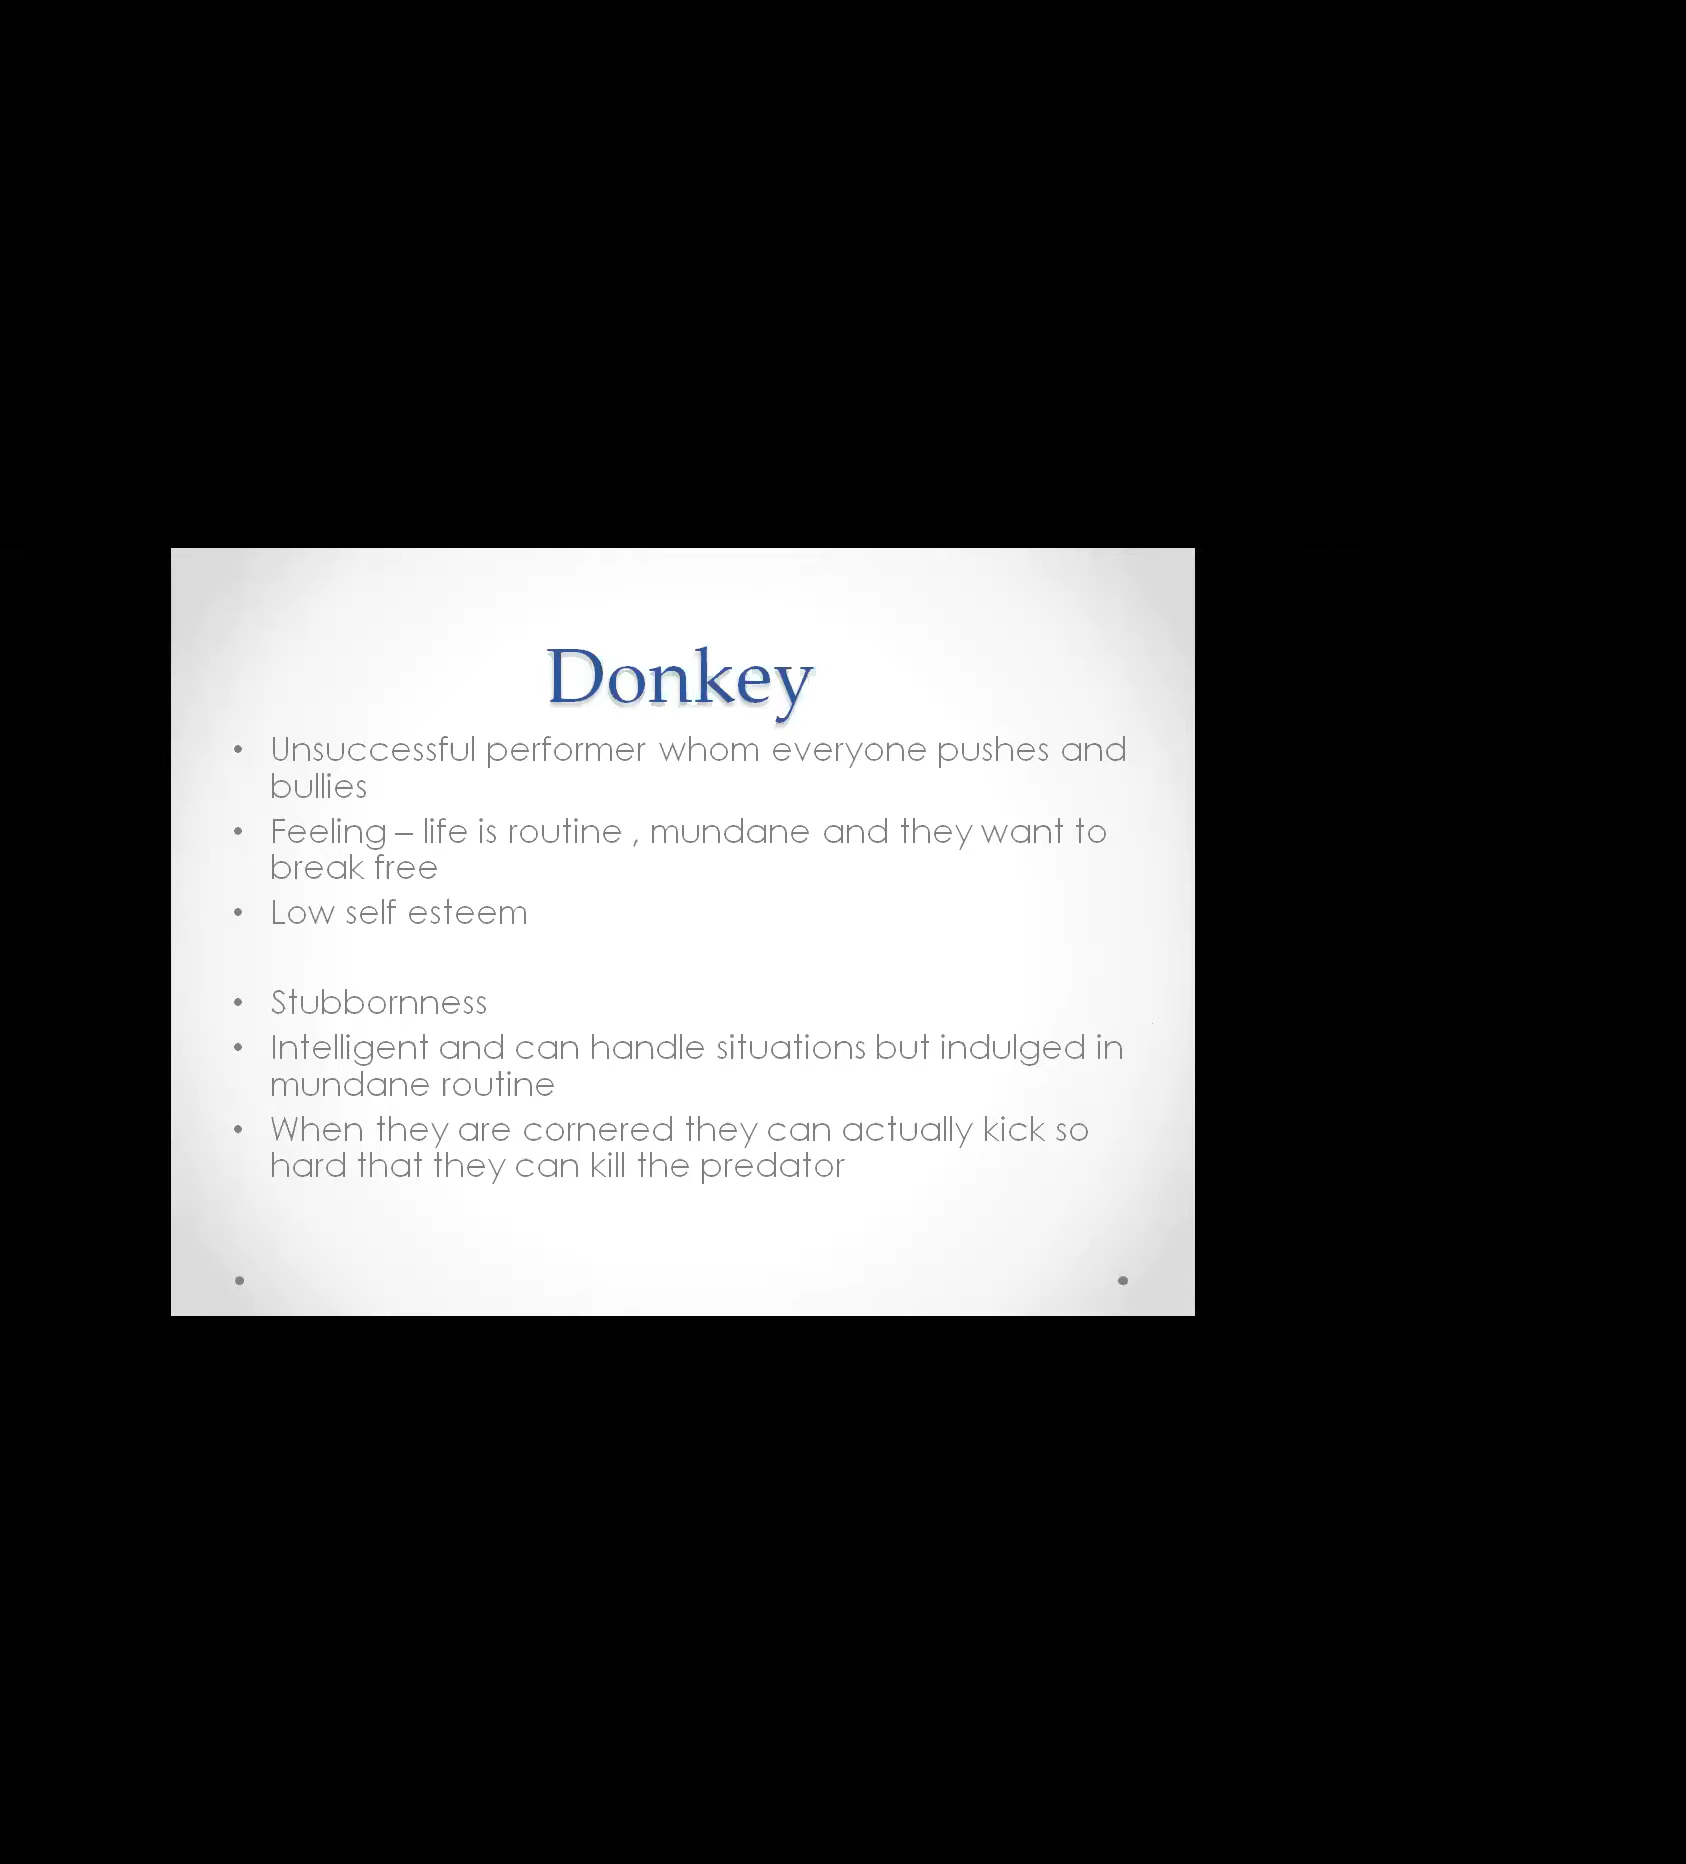 Donkey
• Unsuccessful performer whom everyone pushes and
bullies
• Feeling – life is routine , mundane and they want to
break free
• Low self esteem
• Stubbornness
• Intelligent and can handle situations but indulged in
mundane routine
• When they are cornered they can actually kick so
hard that they can kill the predator